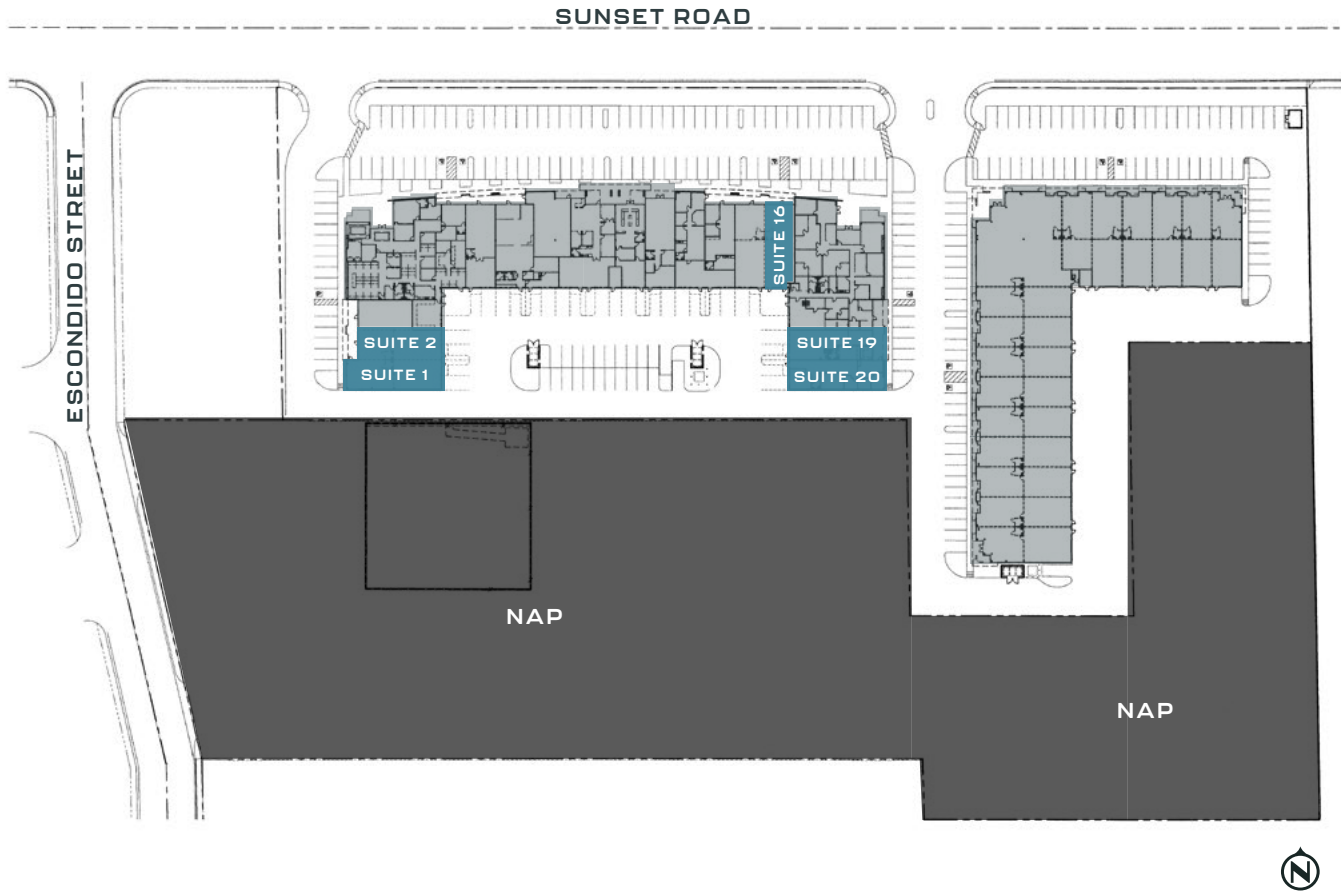 SUNSET ROAD
ESCONDIDO STREET
SUITE 16
SUITE 2
SUITE 19
SUITE 1
SUITE 20
NAP
NAP
N